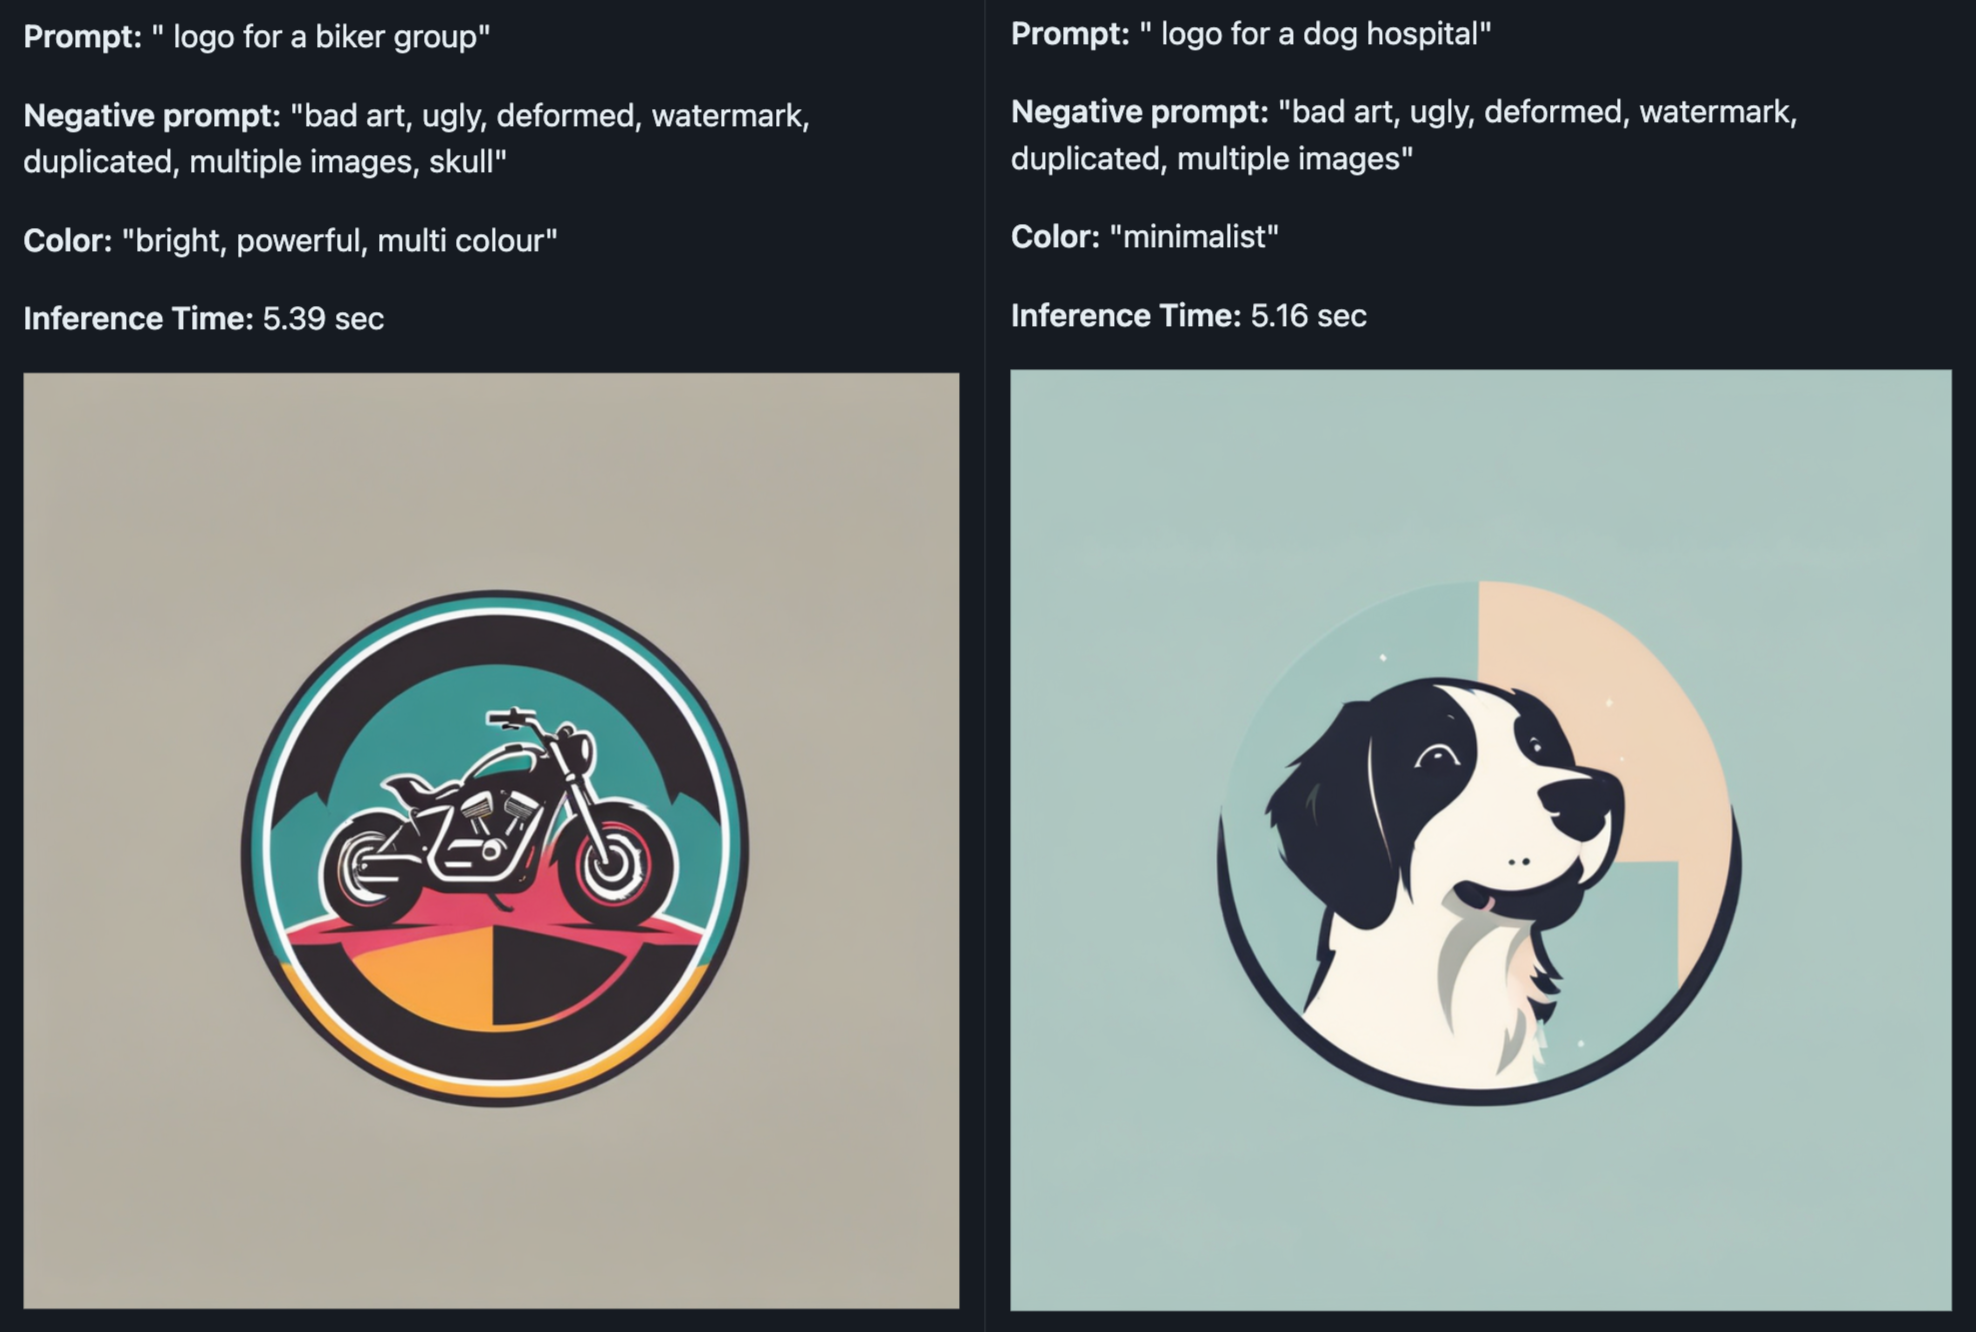 Prompt: " logo for a biker group"
Negative prompt: "bad art, ugly, deformed, watermark,
duplicated, multiple images, skull"
Color: "bright, powerful, multi colour"
Inference Time: 5.39 sec
Prompt: " logo for a dog hospital"
Negative prompt: "bad art, ugly, deformed, watermark,
duplicated, multiple images"
Color: "minimalist"
Inference Time: 5.16 sec